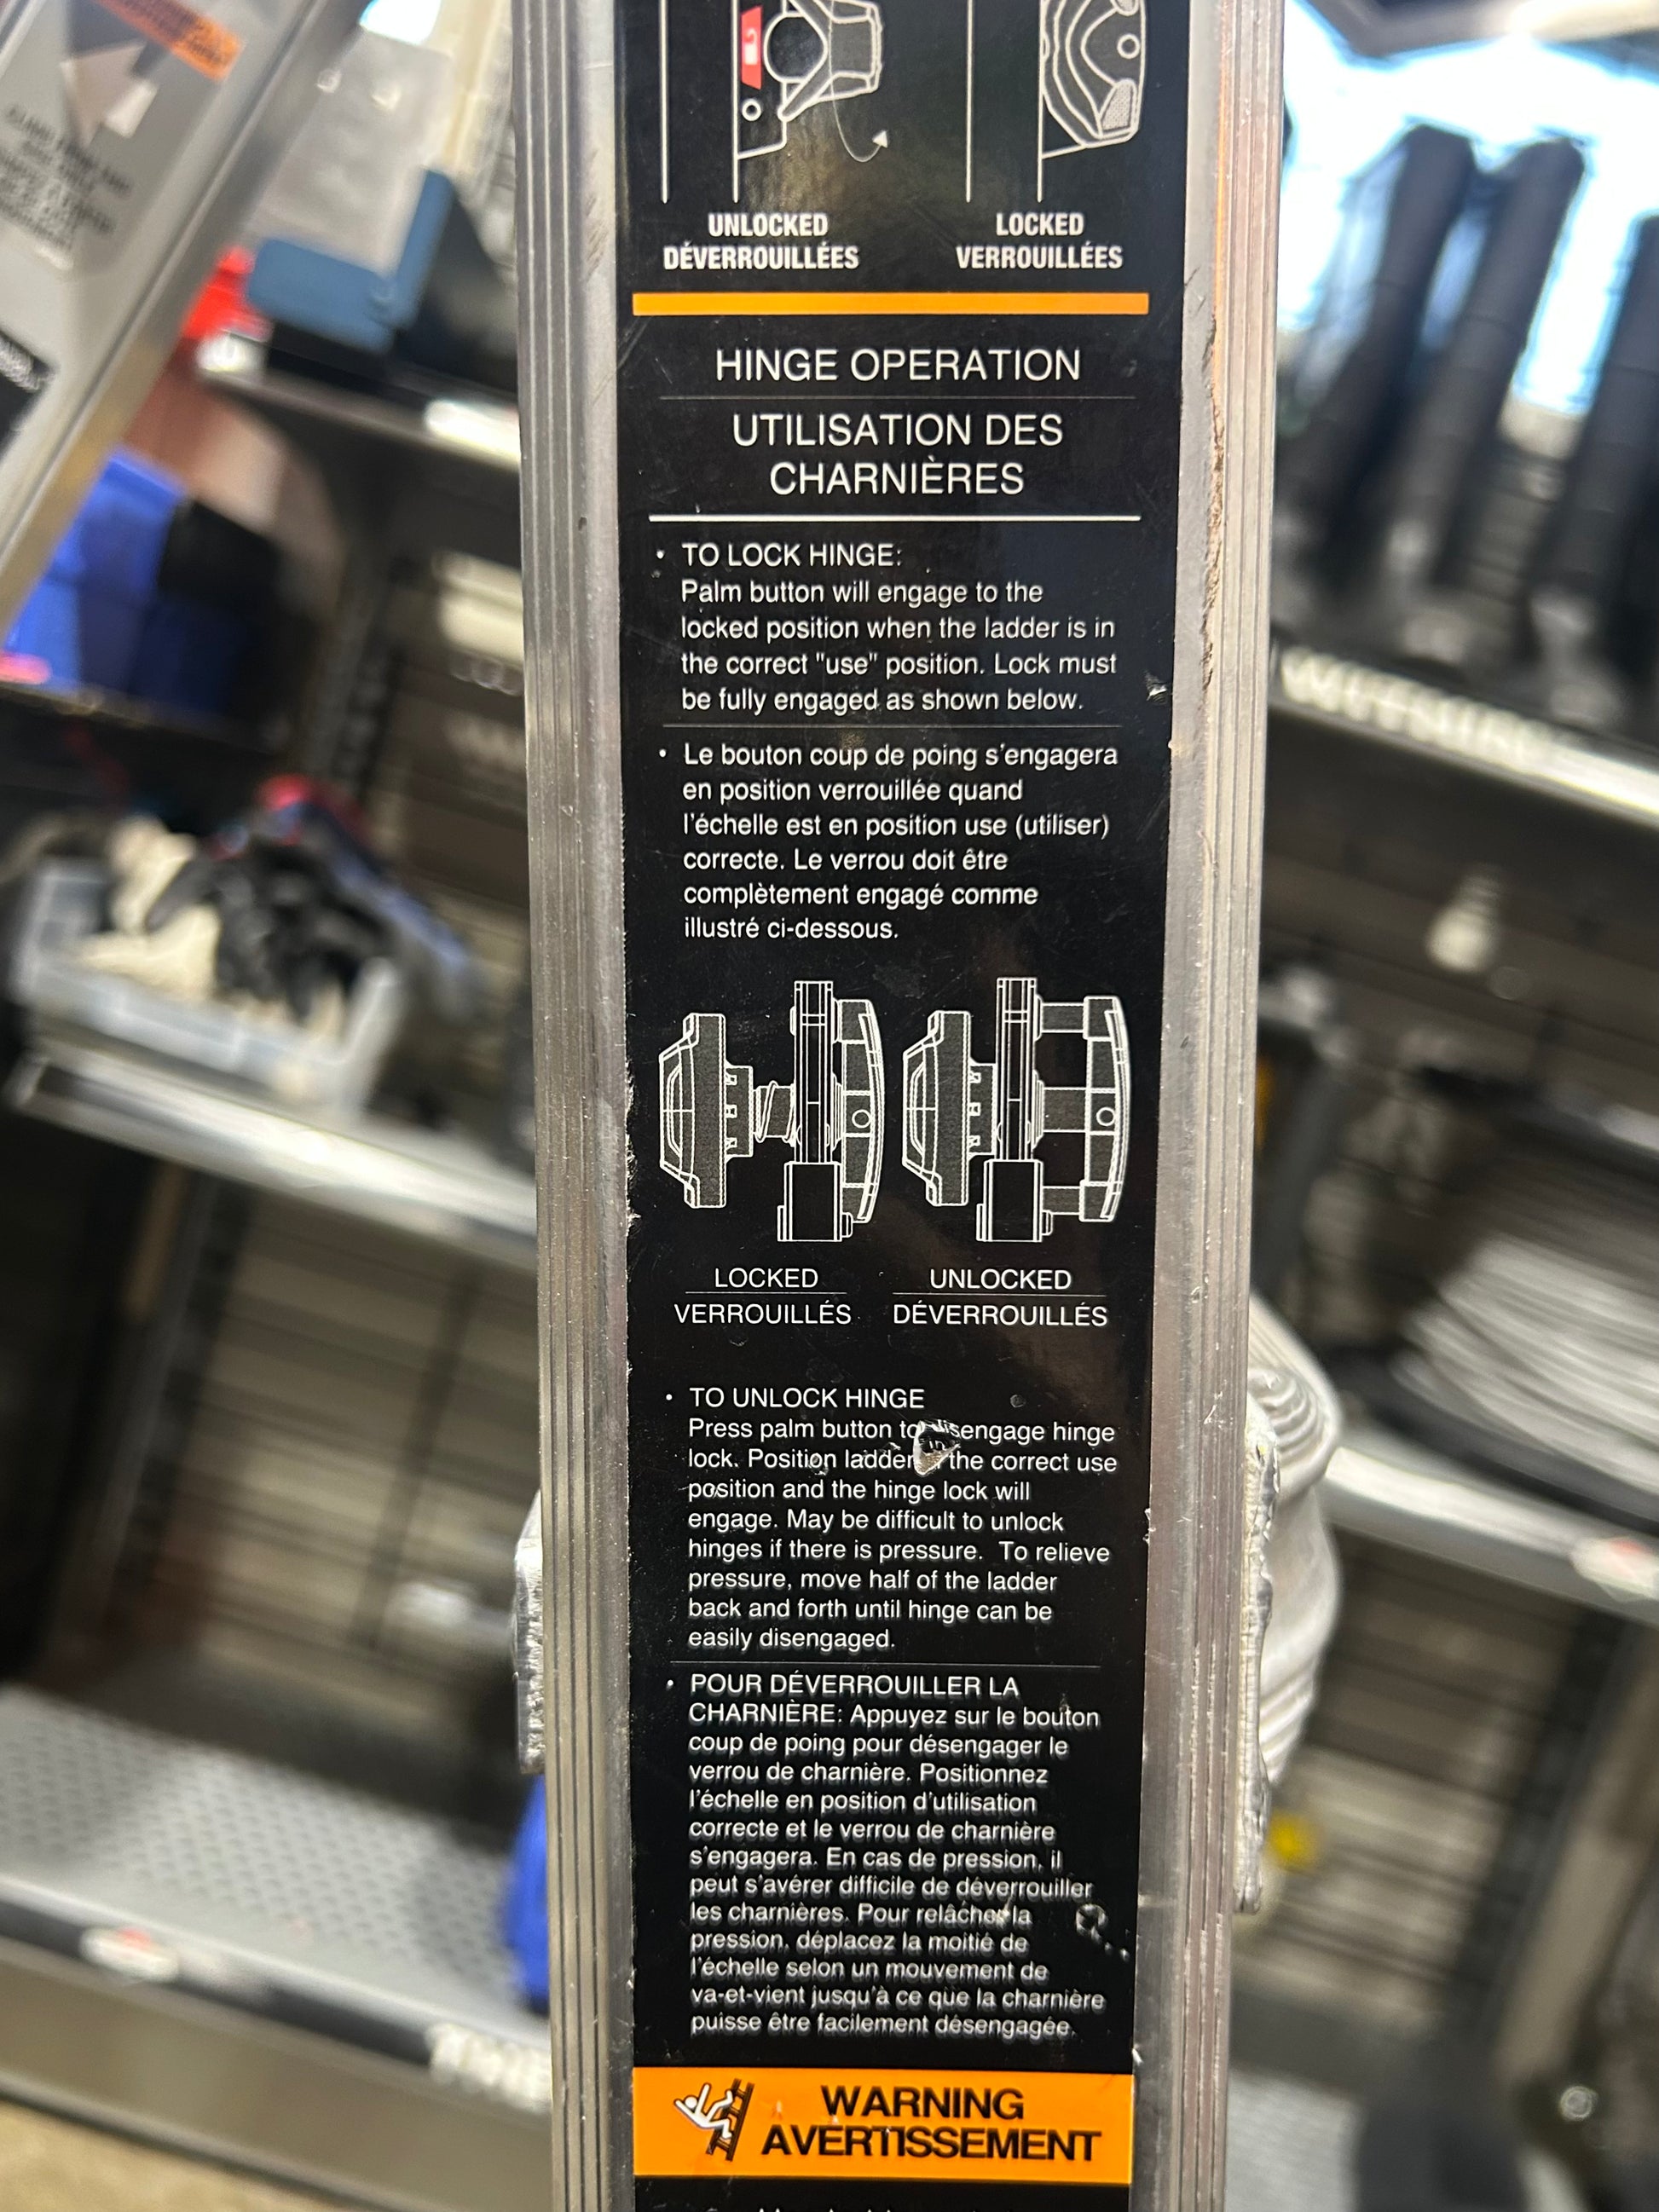 UNLOCKED
DÉVERROUILLÉES
LOCKED
VERROUILLÉES
HINGE OPERATION
UTILISATION DES
CHARNIÈRES
• TO LOCK HINGE:
Palm button will engage to the
locked position when the ladder is in
the correct "use" position. Lock must
be fully engaged as shown below.
• Le bouton coup de poing s'engagera
en position verrouillée quand
l'échelle est en position use (utiliser)
correcte. Le verrou doit être
complètement engagé comme
illustré ci-dessous.
LOCKED
VERROUILLÉS
UNLOCKED
DÉVERROUILLÉS
• TO UNLOCK HINGE
Press palm button to disengage hinge
lock. Position ladder in the correct use
position and the hinge lock will
engage. May be difficult to unlock
hinges if there is pressure. To relieve
pressure, move half of the ladder
back and forth until hinge can be
easily disengaged.
• POUR DÉVERROUILLER LA
CHARNIÈRE: Appuyez sur le bouton
coup de poing pour désengager le
verrou de charnière. Positionnez
l'échelle en position d'utilisation
correcte et le verrou de charnière
s'engagera. En cas de pression, il
peut s'avérer difficile de déverrouiller
les charnières. Pour relâcher la
pression, déplacez la moitié de
l'échelle selon un mouvement de
va-et-vient jusqu'à ce que la charnière
puisse être facilement désengagée.
WARNING
AVERTISSEMENT